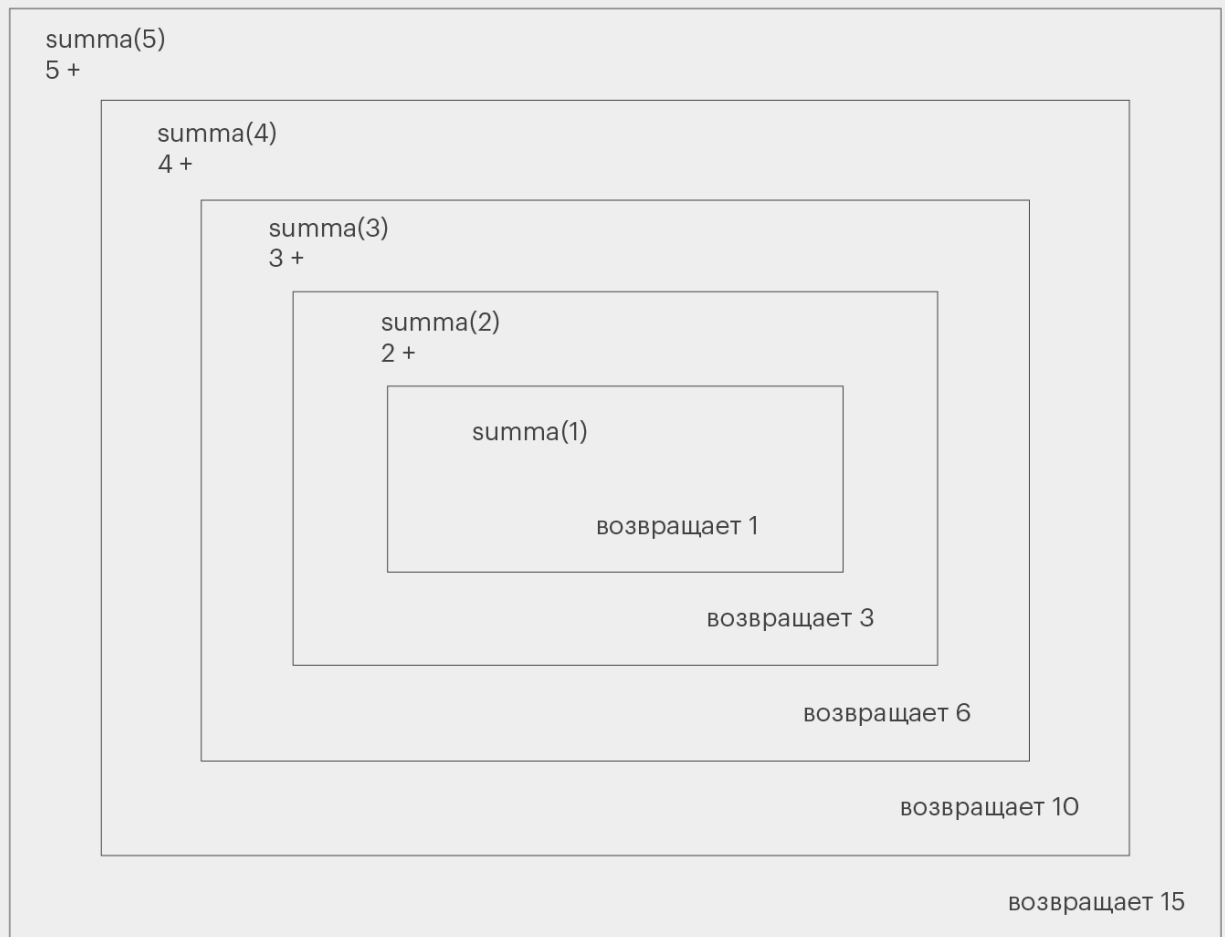 summa(5)
5 +
summa(4)
4 +
summa(3)
3 +
summa(2)
2 +
summa(1)
возвращает 1
возвращает 3
возвращает 6
возвращает 10
возвращает 15